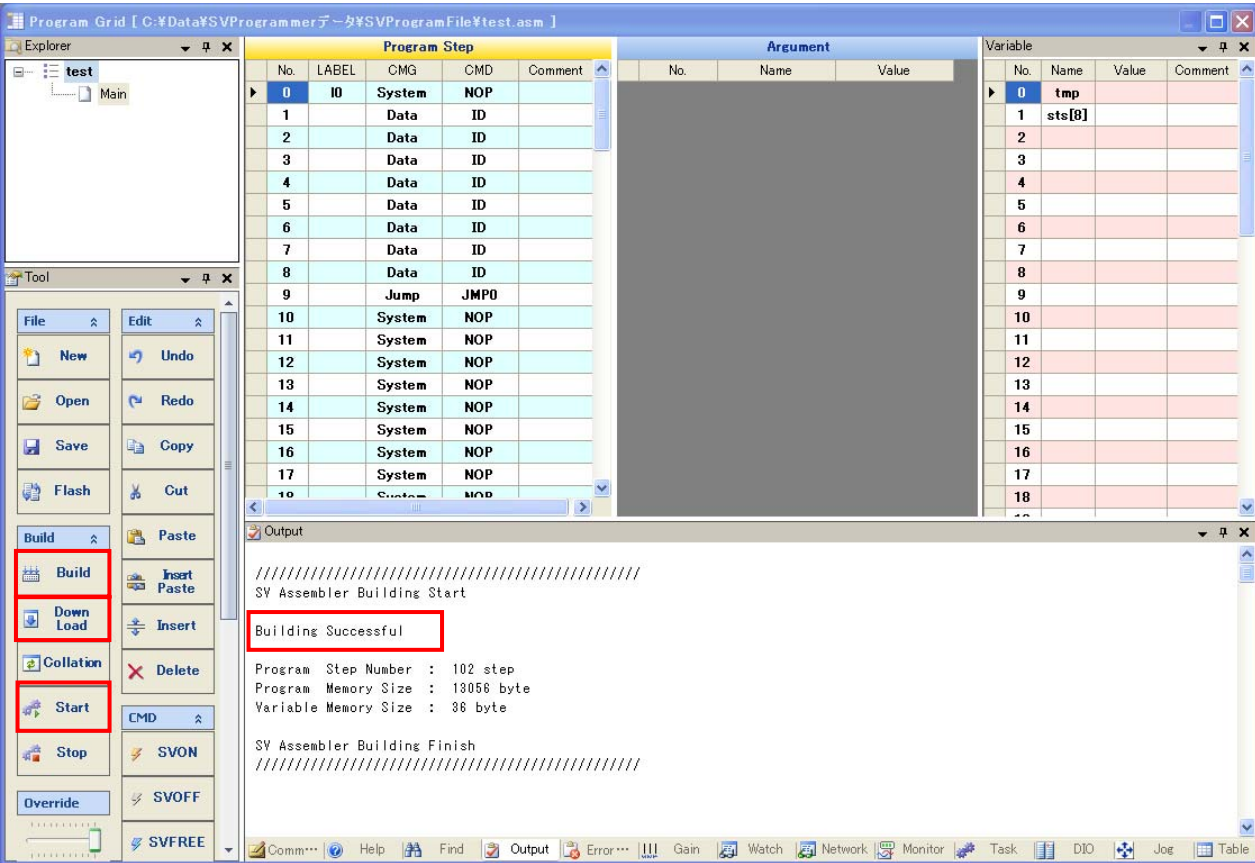 Program Grid [ C:¥Data¥SVProgrammerデータ¥SVProgramFile¥test.asm ]
Explorer
test
Main
Program Step
No. LABEL CMG CMD Comment
0 I0 System NOP
1 Data ID
2 Data ID
3 Data ID
4 Data ID
5 Data ID
6 Data ID
7 Data ID
8 Data ID
9 Jump JMP0
10 System NOP
11 System NOP
12 System NOP
13 System NOP
14 System NOP
15 System NOP
16 System NOP
17 System NOP
18 System NOP
Argument
No. Name Value
Variable
No. Name Value Comment
0 tmp
1 sts[8]
2
3
4
5
6
7
8
9
10
11
12
13
14
15
16
17
18
Tool
File
New
Open
Save
Flash
Build
Build
Down
Load
Collation
Start
Stop
Override
Edit
Undo
Redo
Copy
Cut
Paste
Insert
Paste
Insert
Delete
CMD
SVON
SVOFF
SVFREE
Output
/////////////////////////////////////////////////
SV Assembler Building Start
Building Successful
Program Step Number : 102 step
Program Memory Size : 13056 byte
Variable Memory Size : 36 byte
SV Assembler Building Finish
/////////////////////////////////////////////////
Comm… Help Find Output Error… Gain Watch Network Monitor Task DIO Jog Table